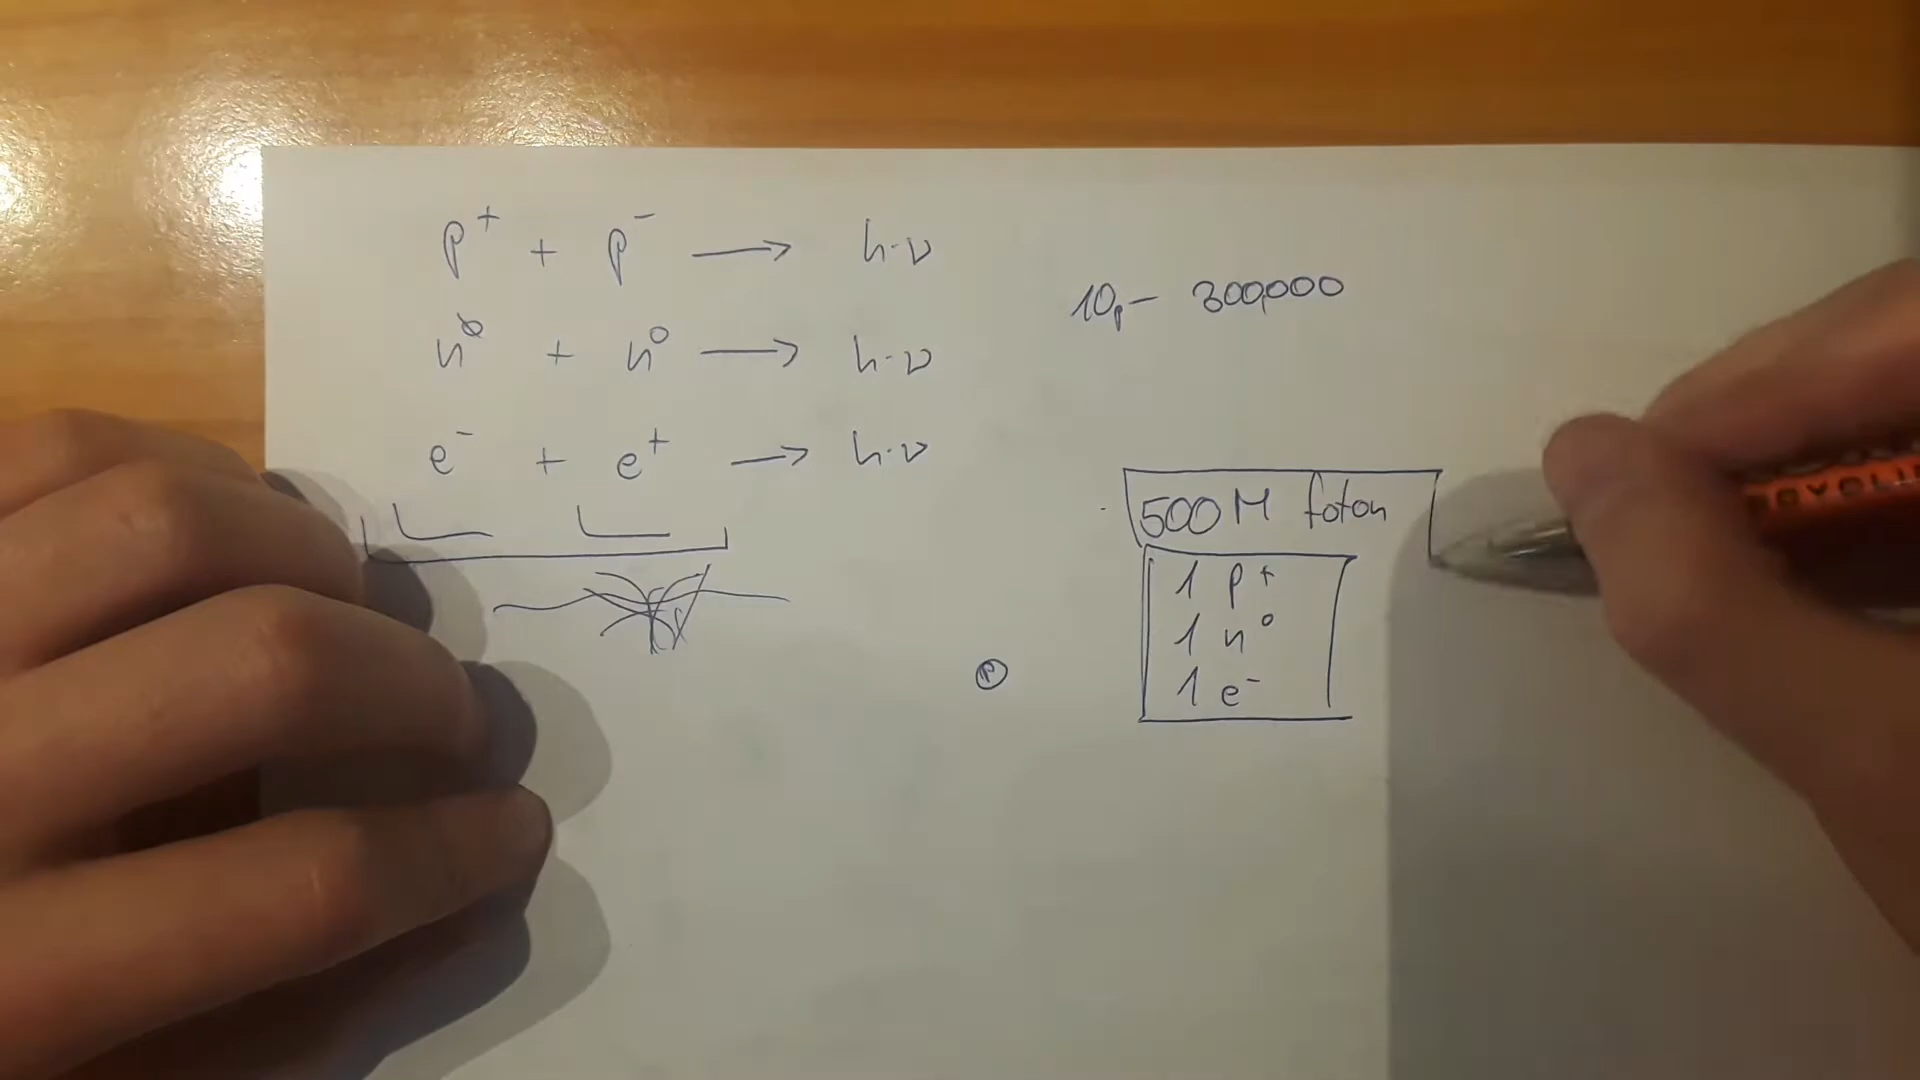 p⁺ + p⁻ → h·ν
n⁰ + n⁰ → h·ν
e⁻ + e⁺ → h·ν
10,- 300,000
500 M foton
1 p⁺
1 n⁰
1 e⁻